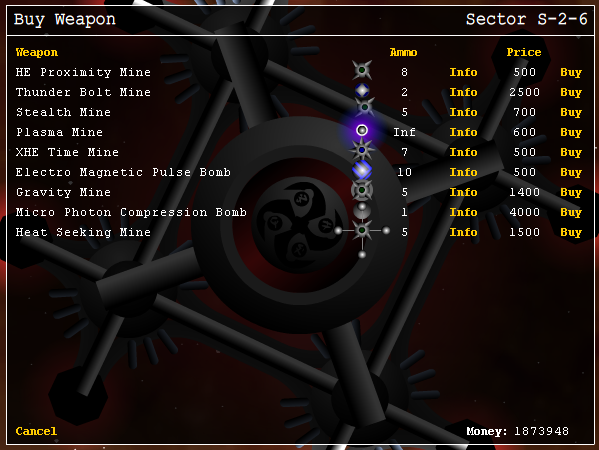 Buy Weapon Sector S-2-6
Weapon Ammo Price
HE Proximity Mine 8 Info 500 Buy
Thunder Bolt Mine 2 Info 2500 Buy
Stealth Mine 5 Info 700 Buy
Plasma Mine Inf Info 600 Buy
XHE Time Mine 7 Info 500 Buy
Electro Magnetic Pulse Bomb 10 Info 500 Buy
Gravity Mine 5 Info 1400 Buy
Micro Photon Compression Bomb 1 Info 4000 Buy
Heat Seeking Mine 5 Info 1500 Buy
Cancel Money: 1873948